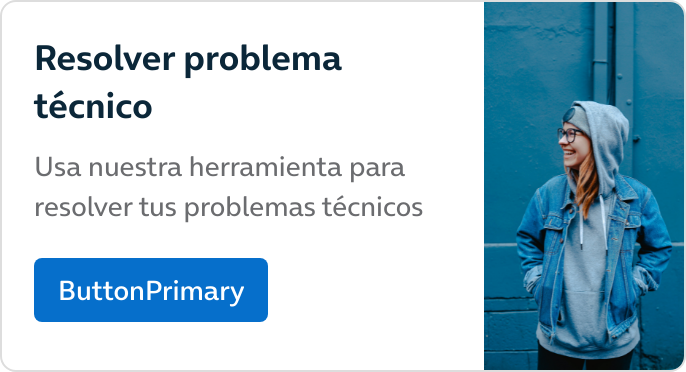 Resolver problema
técnico
Usa nuestra herramienta para
resolver tus problemas técnicos
ButtonPrimary